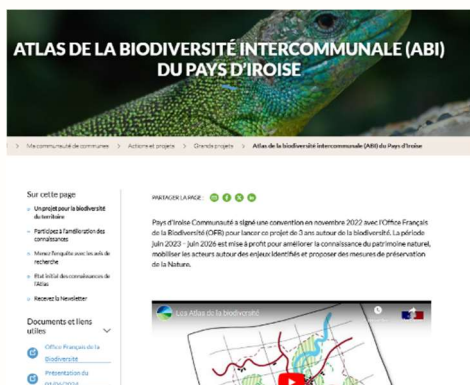 ATLAS DE LA BIODIVERSITÉ INTERCOMMUNALE (ABI)
DU PAYS D'IROISE
> Ma communauté de communes > Actions et projets > Grands projets > Atlas de la biodiversité intercommunale (ABI) du Pays d'Iroise
Sur cette page
Un projet pour la biodiversité
du territoire
Participez à l'amélioration des
connaissances
Menez l'enquête avec les avis de
recherche
Etat initial des connaissances de
l'Atlas
Recevez la Newsletter
Documents et liens
utiles
Office Français de la
Biodiversité
Présentation du
PARTAGER LA PAGE :
Pays d'Iroise Communauté a signé une convention en novembre 2022 avec l'Office Français
de la Biodiversité (OFB) pour lancer ce projet de 3 ans autour de la biodiversité. La période
juin 2023 – juin 2026 est mise à profit pour améliorer la connaissance du patrimoine naturel,
mobiliser les acteurs autour des enjeux identifiés et proposer des mesures de préservation
de la Nature.
Les Atlas de la biodiversité